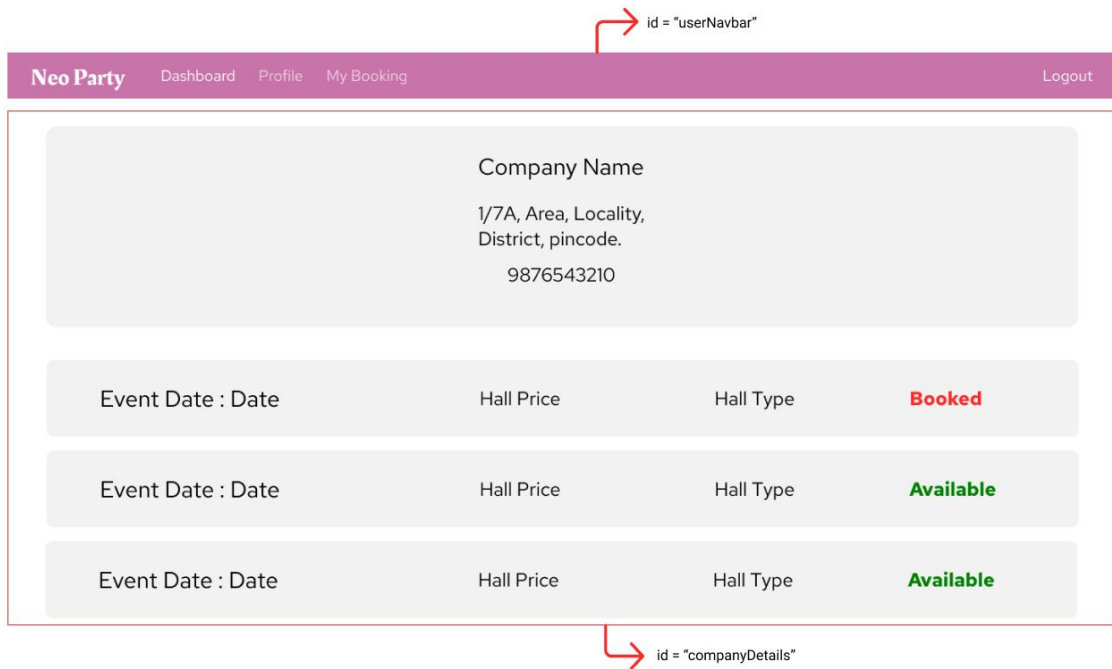 id = “userNavbar”
Neo Party Dashboard Profile My Booking Logout
Company Name
1/7A, Area, Locality,
District, pincode.
9876543210
Event Date : Date Hall Price Hall Type Booked
Event Date : Date Hall Price Hall Type Available
Event Date : Date Hall Price Hall Type Available
id = “companyDetails”